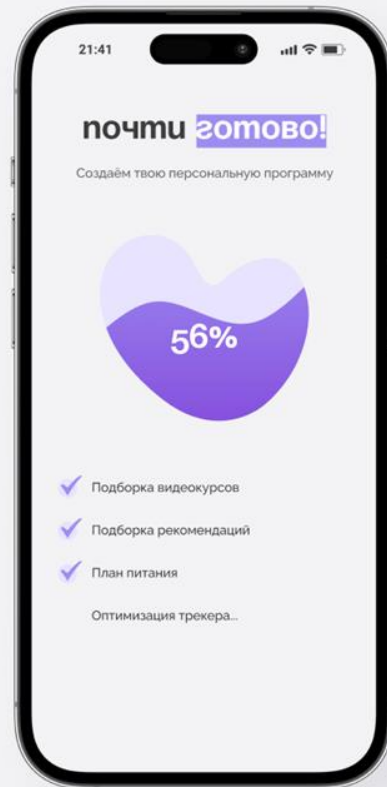 21:41
почти готово!
Создаём твою персональную программу
56%
Подборка видеокурсов
Подборка рекомендаций
План питания
Оптимизация трекера...